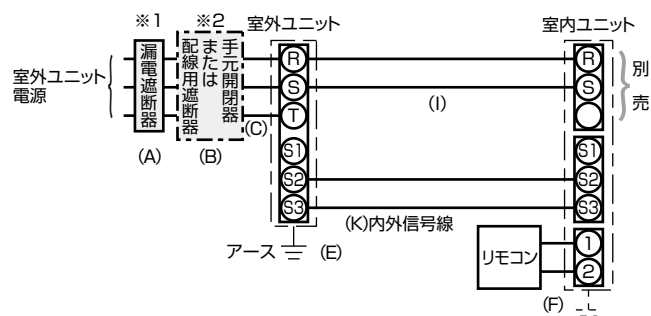 ※1
※2
室外ユニット
室内ユニット
室外ユニット
電源
漏電遮断器
手元開閉器
または
配線用遮断器
(A)
(B)
(C)
R
S
T
S1
S2
S3
アース
(E)
(I)
(K)内外信号線
R
S
別売
S1
S2
S3
リモコン
1
2
(F)